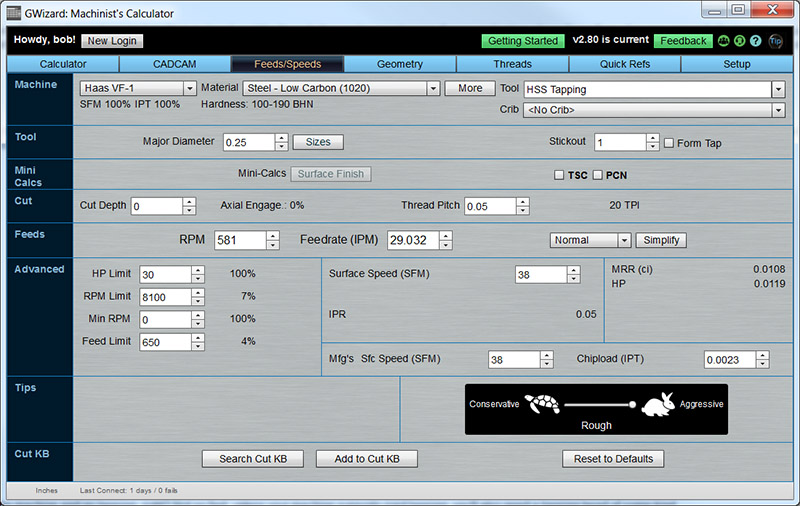 GWizard: Machinist's Calculator
Howdy, bob! New Login Getting Started v2.80 is current Feedback ? Tip
Calculator CADCAM Feeds/Speeds Geometry Threads Quick Refs Setup
Machine Haas VF-1 Material Steel - Low Carbon (1020) More Tool HSS Tapping
SFM 100% IPT 100% Hardness: 100-190 BHN Crib <No Crib>
Tool Major Diameter 0.25 Sizes Stickout 1 Form Tap
Mini Calcs Mini-Calcs Surface Finish TSC PCN
Cut Cut Depth 0 Axial Engage.: 0% Thread Pitch 0.05 20 TPI
Feeds RPM 581 Feedrate (IPM) 29.032 Normal Simplify
Advanced HP Limit 30 100% Surface Speed (SFM) 38 MRR (ci) 0.0108
HP 0.0119
RPM Limit 8100 7%
Min RPM 0 100% IPR 0.05
Feed Limit 650 4%
Mfg's Sfc Speed (SFM) 38 Chipload (IPT) 0.0023
Tips
Conservative Aggressive
Rough
Cut KB Search Cut KB Add to Cut KB Reset to Defaults
Inches Last Connect: 1 days / 0 fails